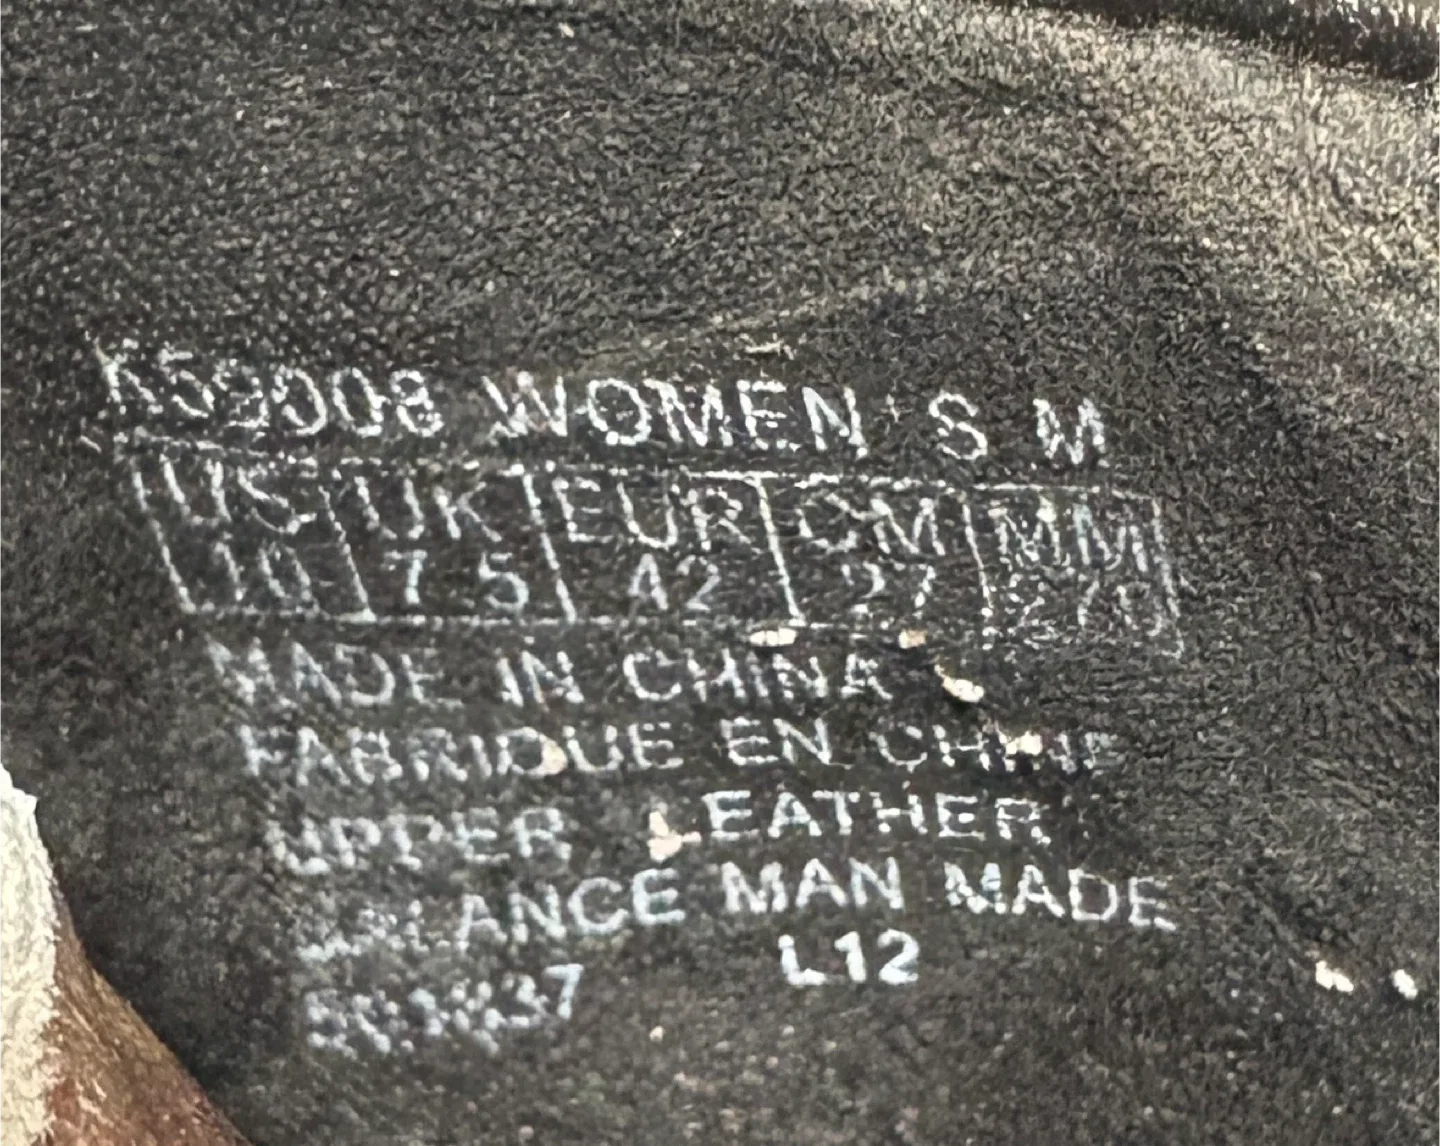 K59008 WOMEN'S M
US UK EUR CM MM
10 7.5 42 27 270
MADE IN CHINA
FABRIQUE EN CHINE
UPPER LEATHER
BALANCE MAN MADE
L12